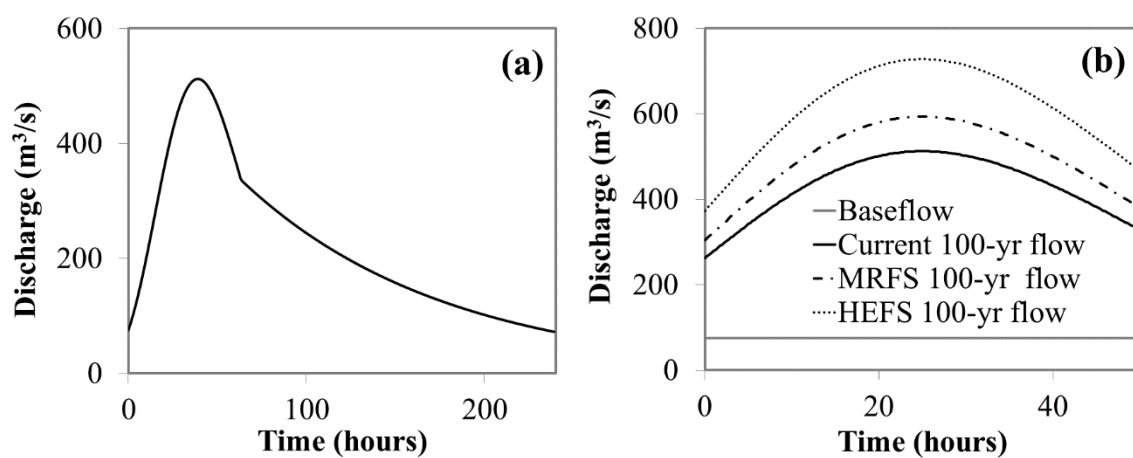 (a)
Discharge (m³/s)
600
400
200
0
0 100 200
Time (hours)
(b)
Discharge (m³/s)
800
600
400
200
0
Baseflow
Current 100-yr flow
MRFS 100-yr flow
HEFS 100-yr flow
0 20 40
Time (hours)